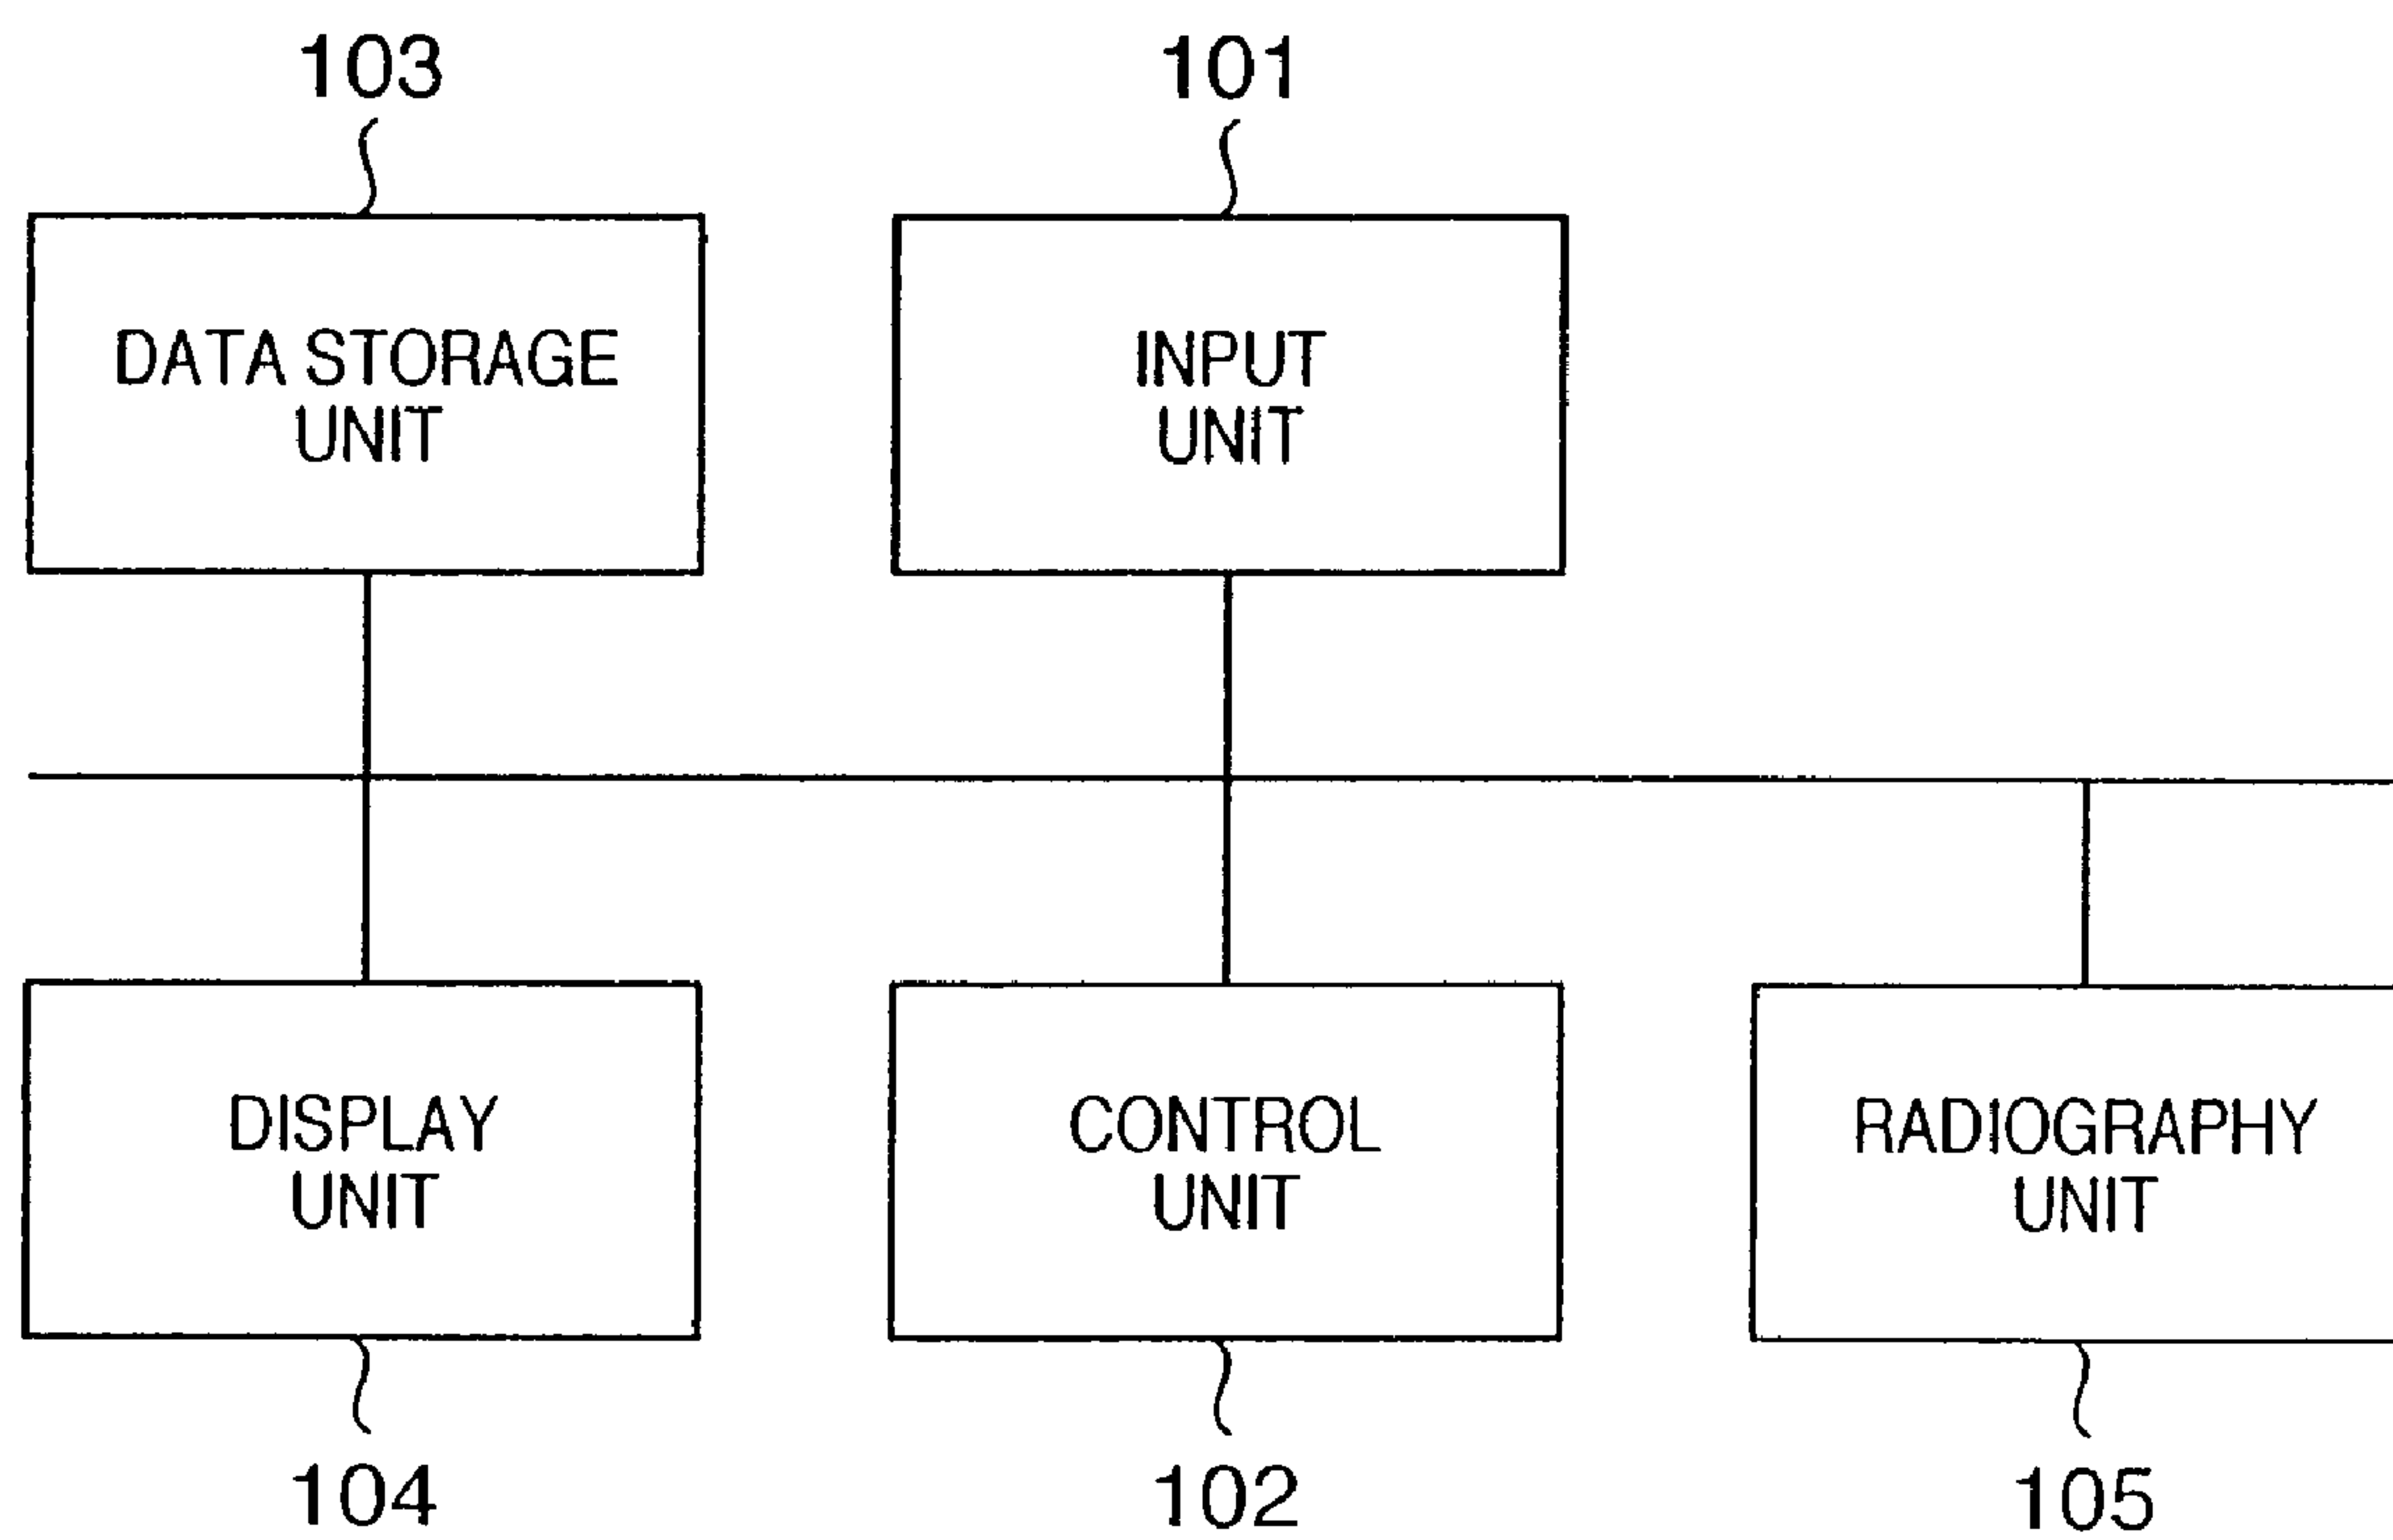 103
101
DATA STORAGE
UNIT
INPUT
UNIT
DISPLAY
UNIT
CONTROL
UNIT
RADIOGRAPHY
UNIT
104
102
105